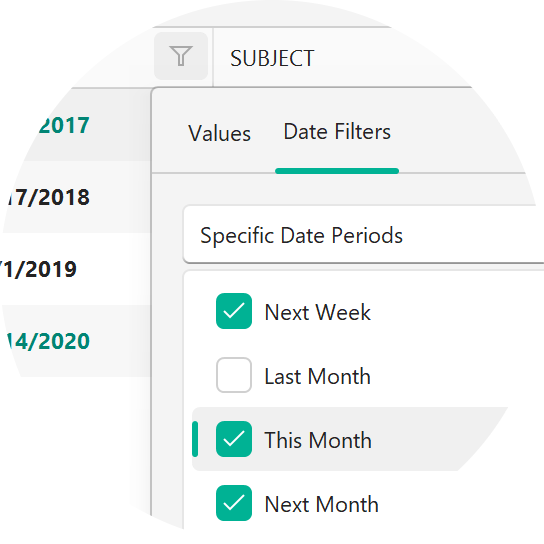 SUBJECT
2017
Values Date Filters
17/2018
Specific Date Periods
/1/2019
Next Week
14/2020
Last Month
This Month
Next Month